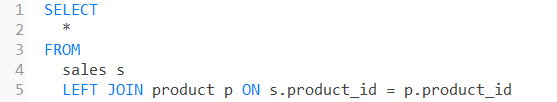 1 SELECT
2   *
3 FROM
4   sales s
5   LEFT JOIN product p ON s.product_id = p.product_id